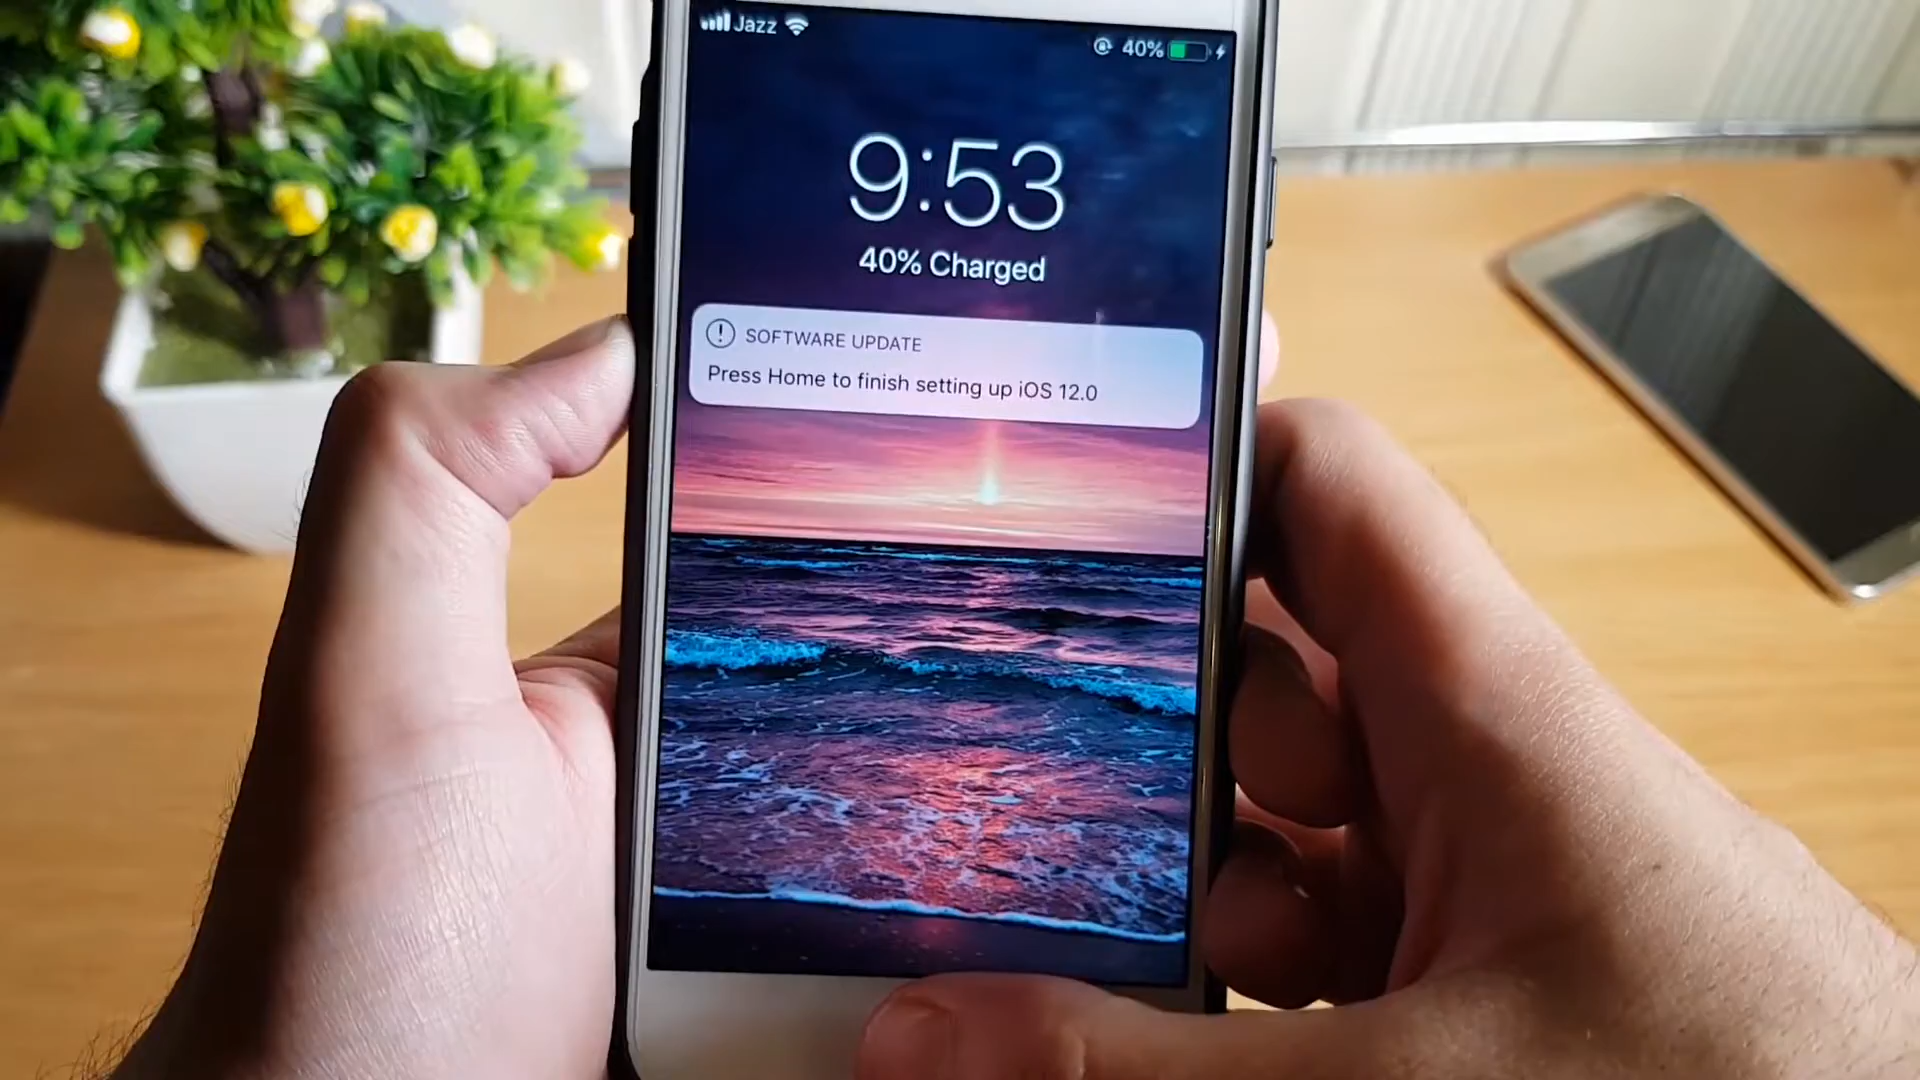 Jazz
40%
9:53
40% Charged
SOFTWARE UPDATE
Press Home to finish setting up iOS 12.0